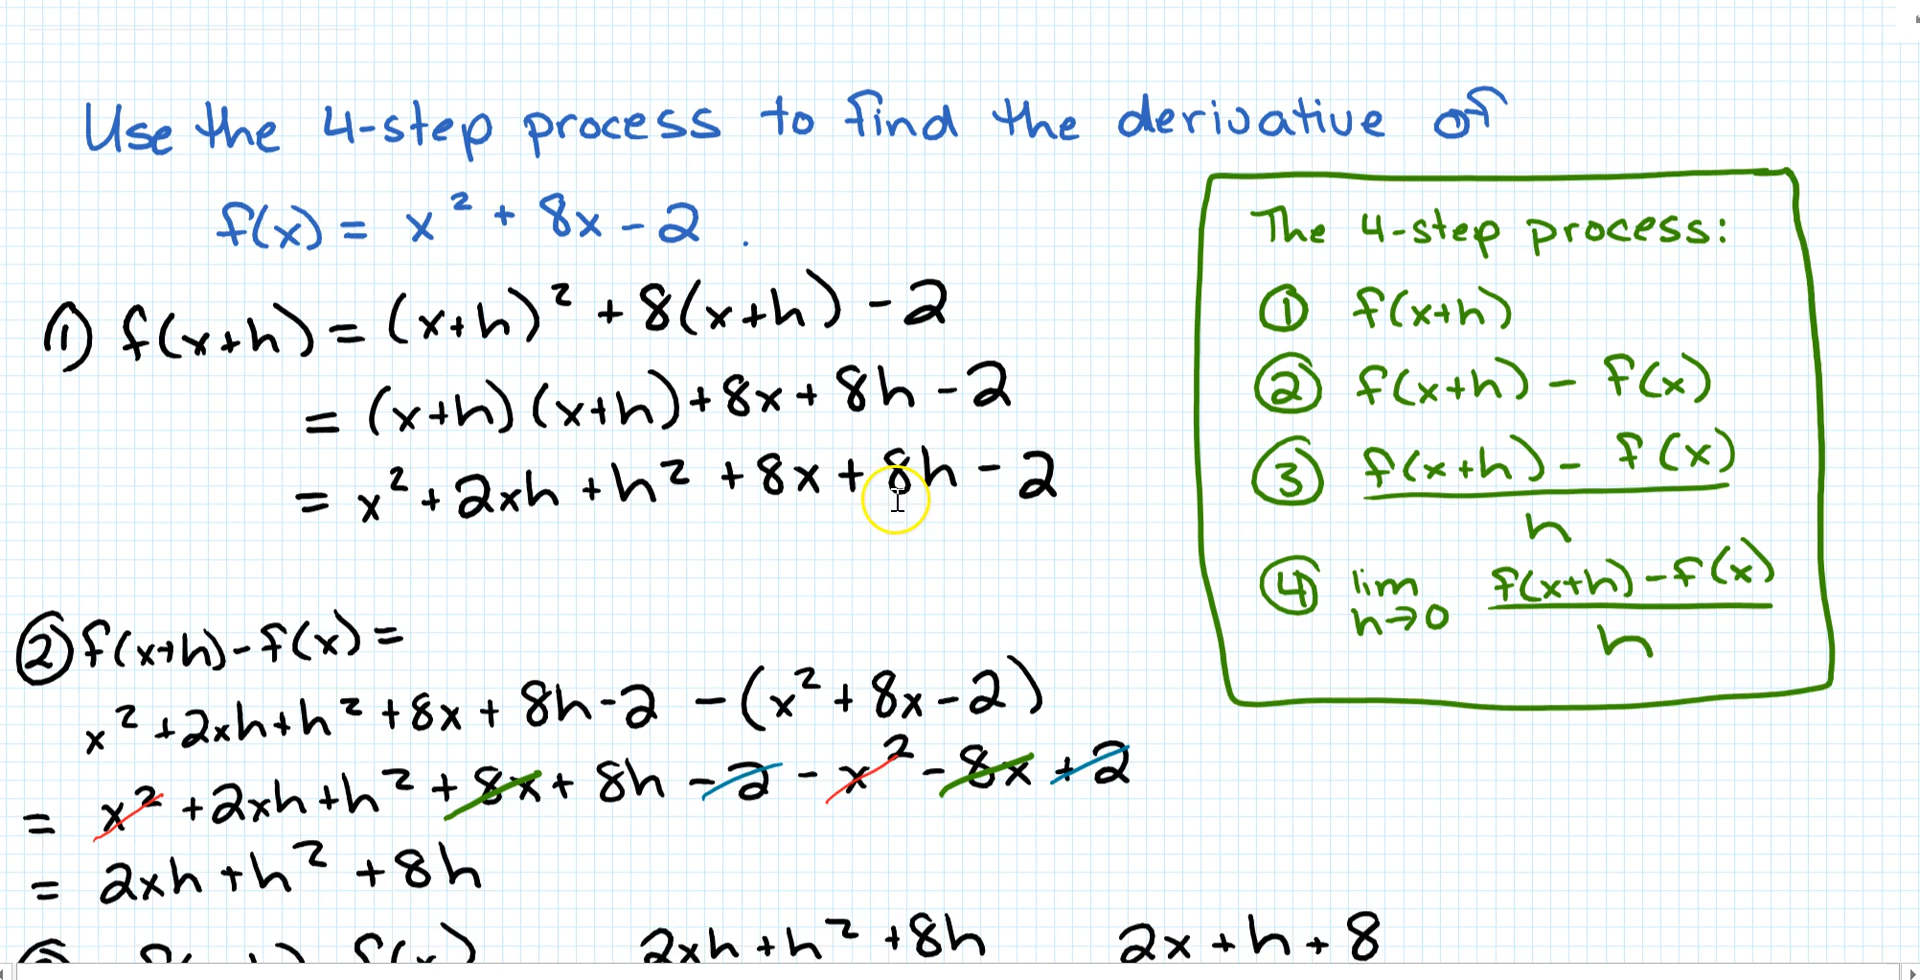 Use the 4-step process to find the derivative of
f(x) = x² + 8x - 2 .
① f(x+h) = (x+h)² + 8(x+h) - 2
= (x+h)(x+h) + 8x + 8h - 2
= x² + 2xh + h² + 8x + 8h - 2
② f(x+h) - f(x) =
x² + 2xh + h² + 8x + 8h - 2 - (x² + 8x - 2)
= x² + 2xh + h² + 8x + 8h - 2 - x² - 8x + 2
= 2xh + h² + 8h
2xh + h² + 8h
2x + h + 8
The 4-step process:
① f(x+h)
② f(x+h) - f(x)
③ f(x+h) - f(x)
h
④ lim f(x+h) - f(x)
h→0 h